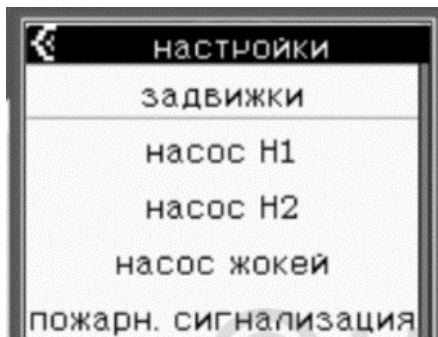 настройки
задвижки
насос Н1
насос Н2
насос жокей
пожарн. сигнализация